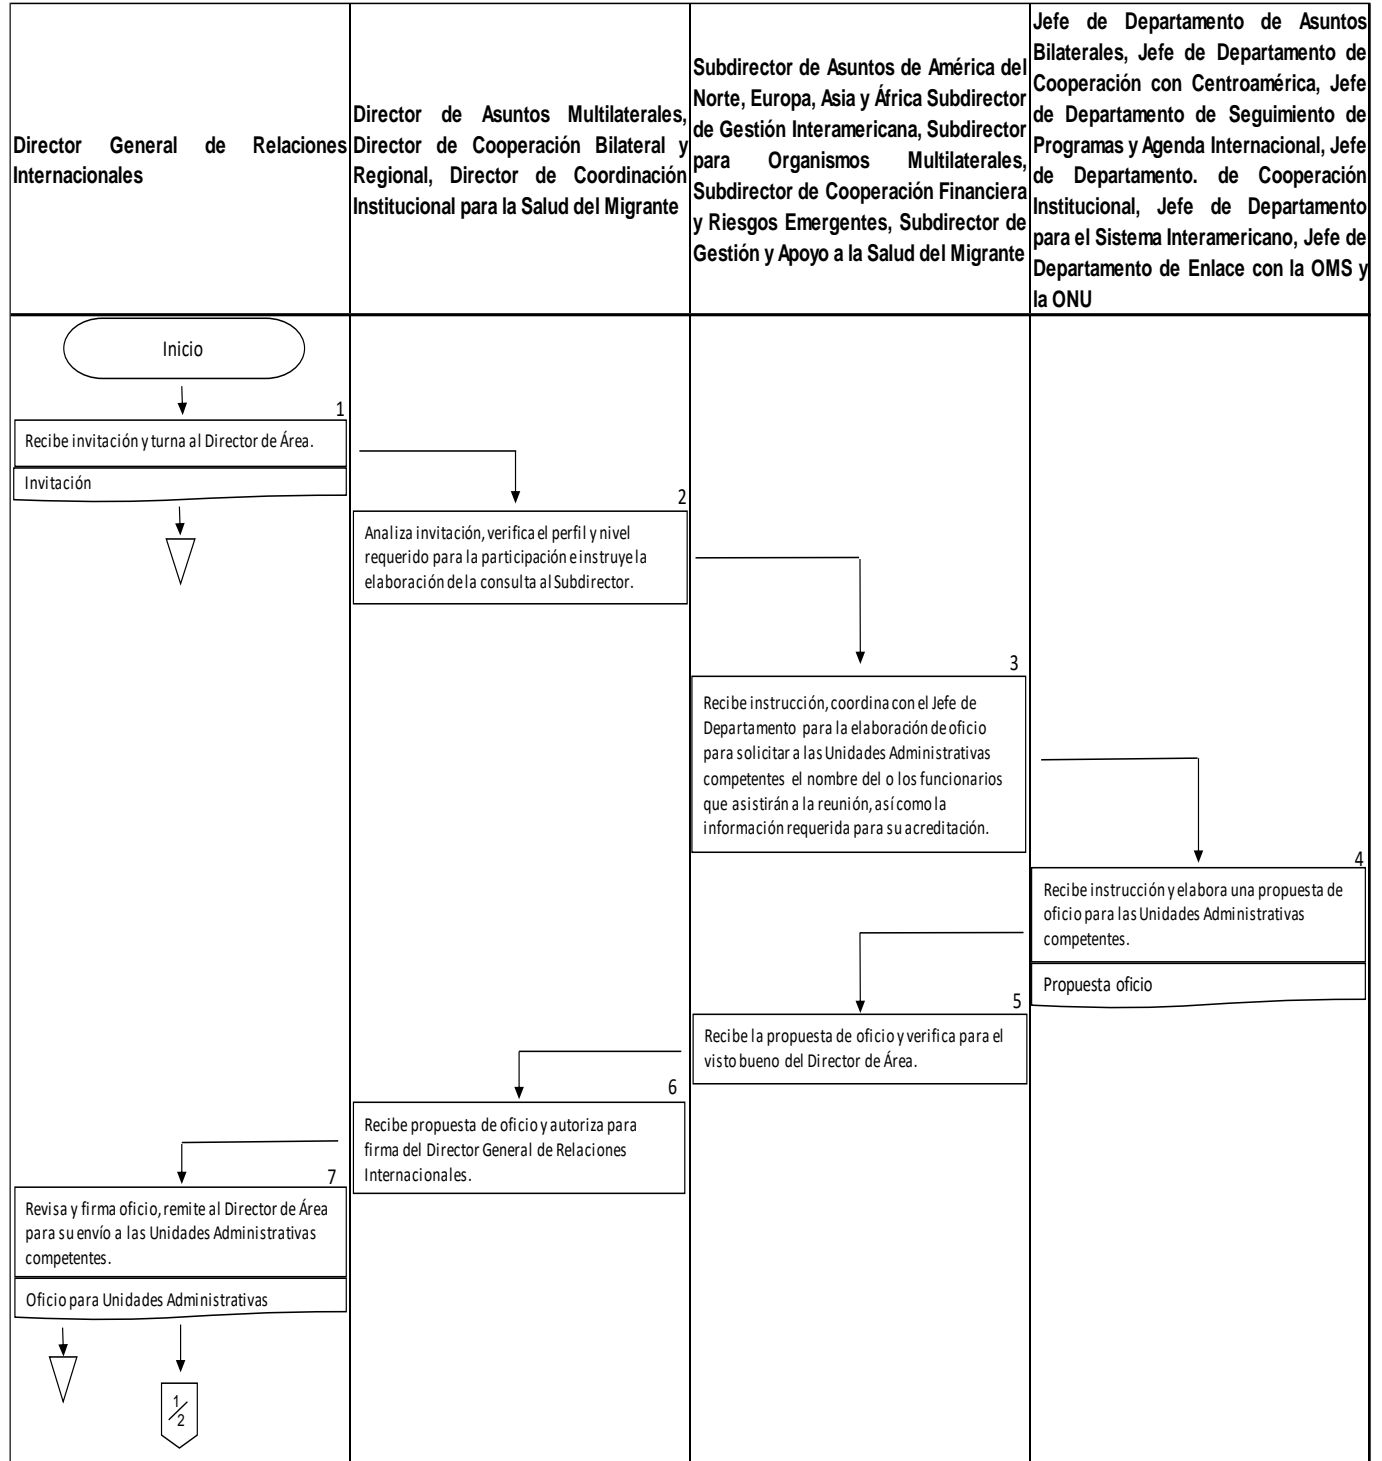 Director General de Relaciones
Internacionales
Director de Asuntos Multilaterales,
Director de Cooperación Bilateral y
Regional, Director de Coordinación
Institucional para la Salud del Migrante
Subdirector de Asuntos de América del
Norte, Europa, Asia y África Subdirector
de Gestión Interamericana, Subdirector
para Organismos Multilaterales,
Subdirector de Cooperación Financiera
y Riesgos Emergentes, Subdirector de
Gestión y Apoyo a la Salud del Migrante
Jefe de Departamento de Asuntos
Bilaterales, Jefe de Departamento de
Cooperación con Centroamérica, Jefe
de Departamento de Seguimiento de
Programas y Agenda Internacional, Jefe
de Departamento. de Cooperación
Institucional, Jefe de Departamento
para el Sistema Interamericano, Jefe de
Departamento de Enlace con la OMS y
la ONU
Inicio
1
Recibe invitación y turna al Director de Área.
Invitación
2
Analiza invitación, verifica el perfil y nivel
requerido para la participación e instruye la
elaboración de la consulta al Subdirector.
3
Recibe instrucción, coordina con el Jefe de
Departamento para la elaboración de oficio
para solicitar a las Unidades Administrativas
competentes el nombre del o los funcionarios
que asistirán a la reunión, así como la
información requerida para su acreditación.
4
Recibe instrucción y elabora una propuesta de
oficio para las Unidades Administrativas
competentes.
Propuesta oficio
5
Recibe la propuesta de oficio y verifica para el
visto bueno del Director de Área.
6
Recibe propuesta de oficio y autoriza para
firma del Director General de Relaciones
Internacionales.
7
Revisa y firma oficio, remite al Director de Área
para su envío a las Unidades Administrativas
competentes.
Oficio para Unidades Administrativas
1/2